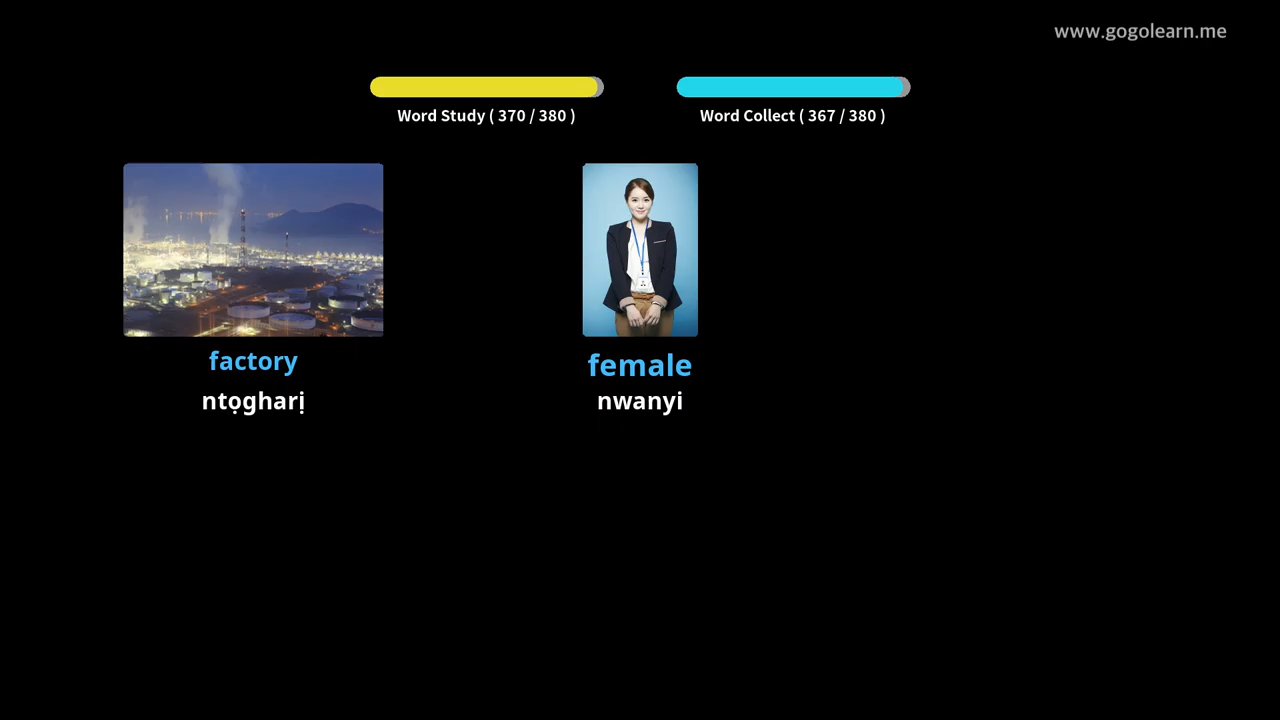 www.gogolearn.me
Word Study ( 370 / 380 )
Word Collect ( 367 / 380 )
factory
ntọgharị
female
nwanyi